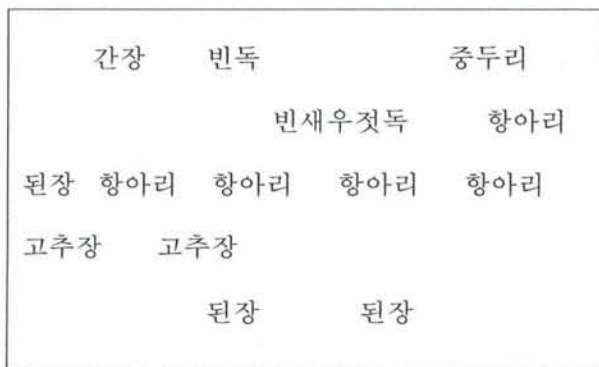 간장 빈독 중두리
빈새우젓독 항아리
된장 항아리 항아리 항아리 항아리
고추장 고추장
된장 된장